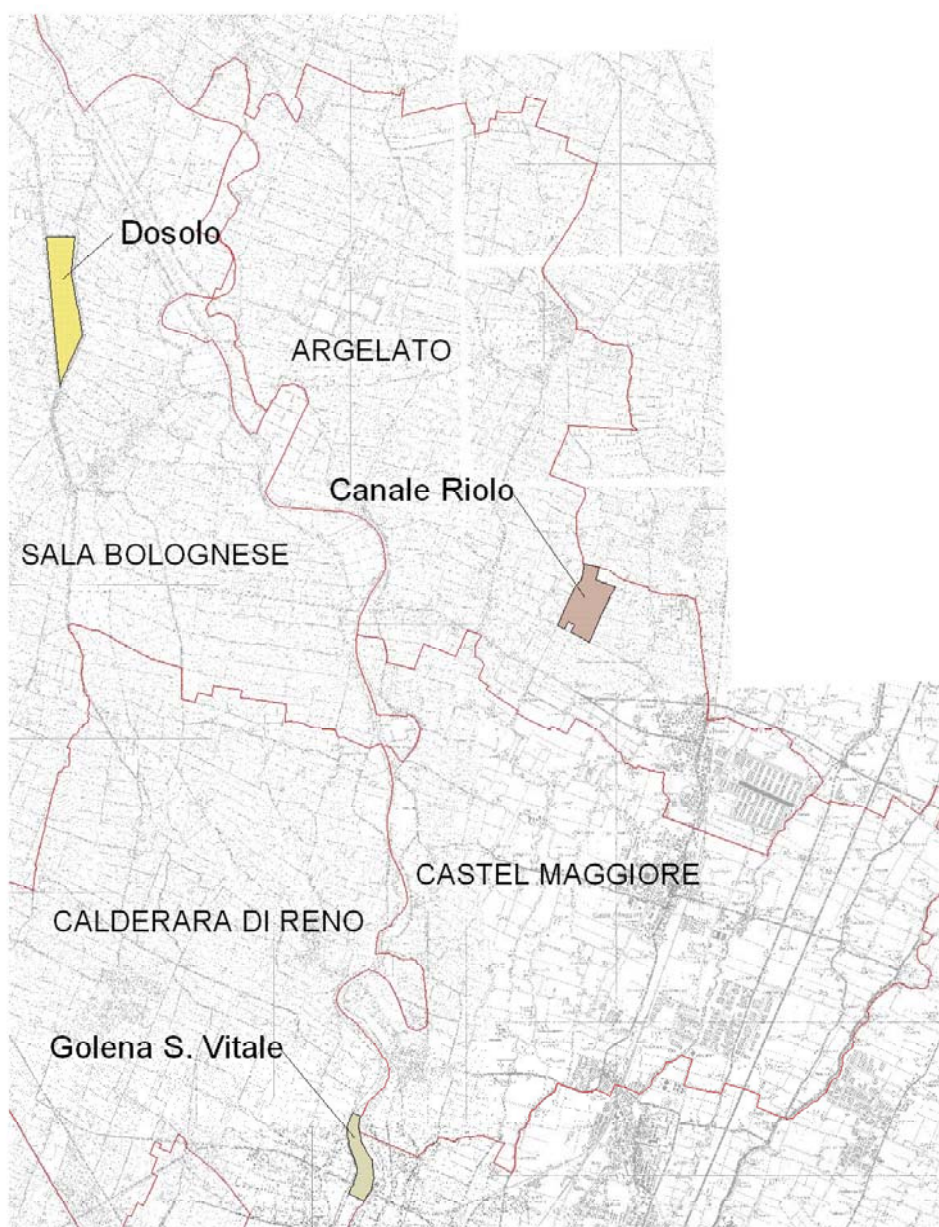 Dosolo
ARGELATO
Canale Riolo
SALA BOLOGNESE
CASTEL MAGGIORE
CALDERARA DI RENO
Golena S. Vitale